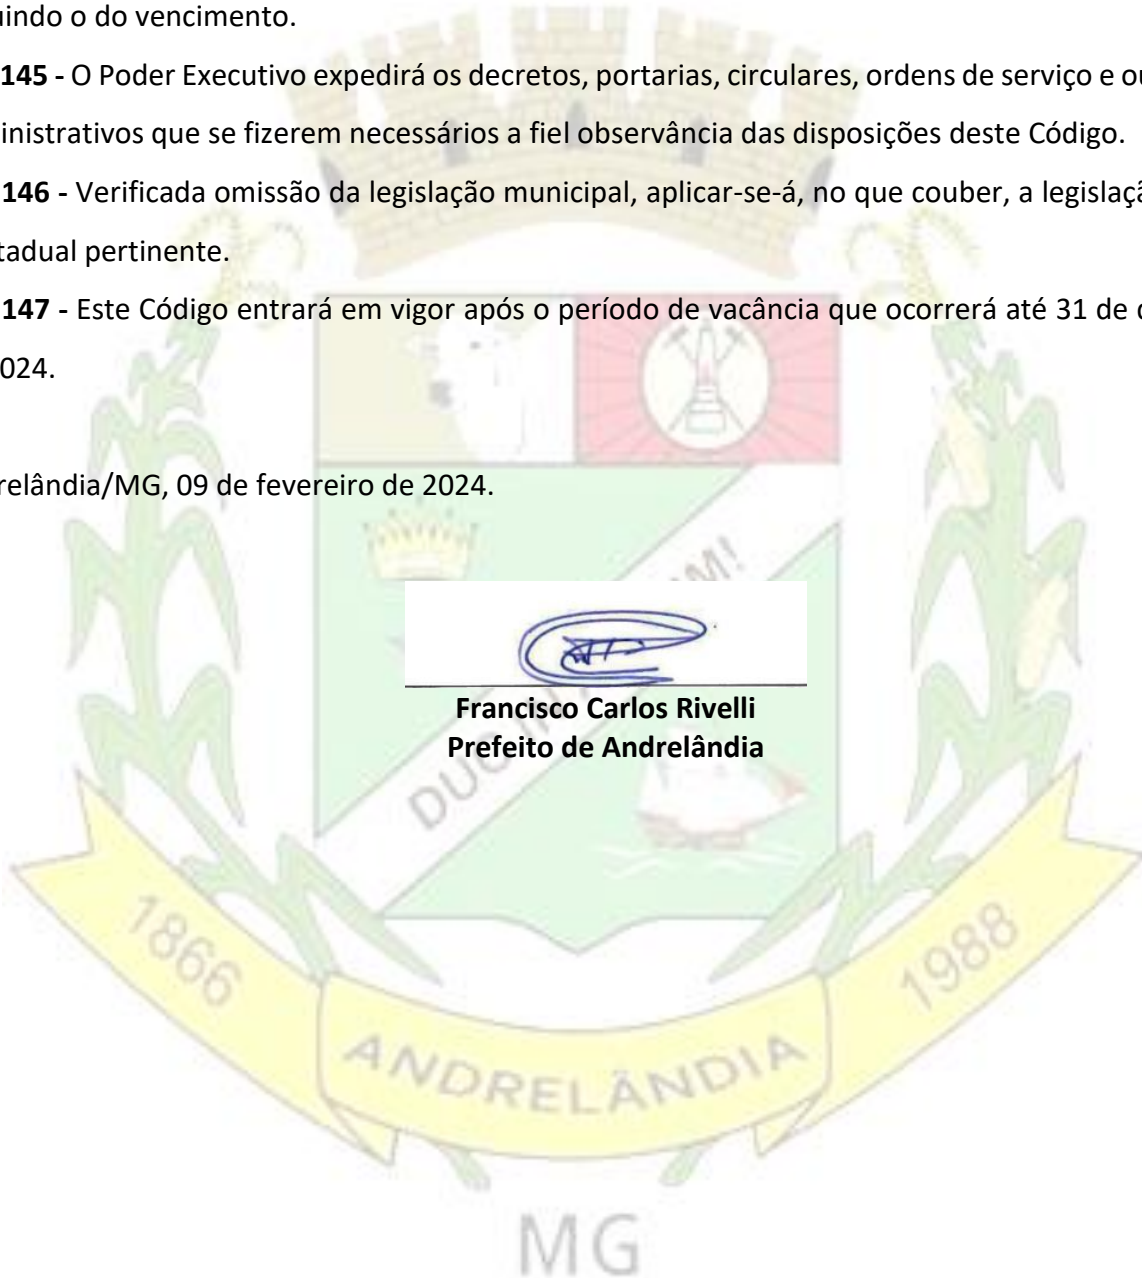 uindo o do vencimento.
145 - O Poder Executivo expedirá os decretos, portarias, circulares, ordens de serviço e ou
ministrativos que se fizerem necessários a fiel observância das disposições deste Código.
146 - Verificada omissão da legislação municipal, aplicar-se-á, no que couber, a legislaçã
tadual pertinente.
147 - Este Código entrará em vigor após o período de vacância que ocorrerá até 31 de d
024.
relândia/MG, 09 de fevereiro de 2024.
Francisco Carlos Rivelli
Prefeito de Andrelândia
1866
ANDRELÂNDIA
1988
MG